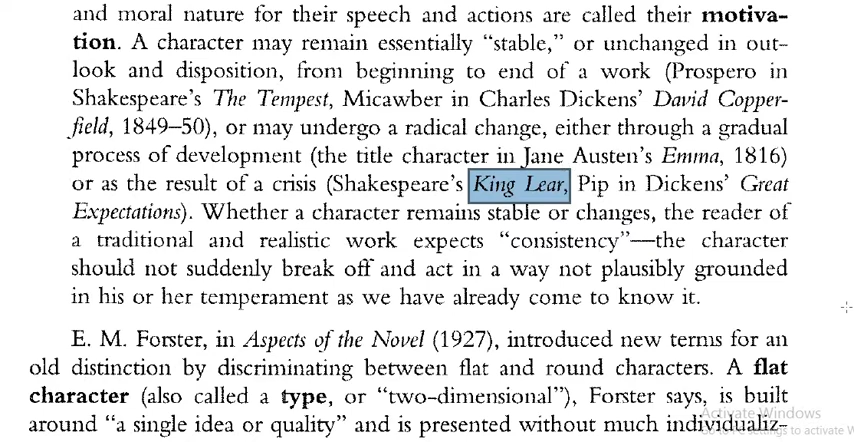 and moral nature for their speech and actions are called their motiva-
tion. A character may remain essentially “stable,” or unchanged in out-
look and disposition, from beginning to end of a work (Prospero in
Shakespeare’s The Tempest, Micawber in Charles Dickens’ David Copper-
field, 1849–50), or may undergo a radical change, either through a gradual
process of development (the title character in Jane Austen’s Emma, 1816)
or as the result of a crisis (Shakespeare’s King Lear, Pip in Dickens’ Great
Expectations). Whether a character remains stable or changes, the reader of
a traditional and realistic work expects “consistency”—the character
should not suddenly break off and act in a way not plausibly grounded
in his or her temperament as we have already come to know it.
E. M. Forster, in Aspects of the Novel (1927), introduced new terms for an
old distinction by discriminating between flat and round characters. A flat
character (also called a type, or “two-dimensional”), Forster says, is built
Activate Windows
around “a single idea or quality” and is presented without much individualiz-
Go to PC settings to activate W